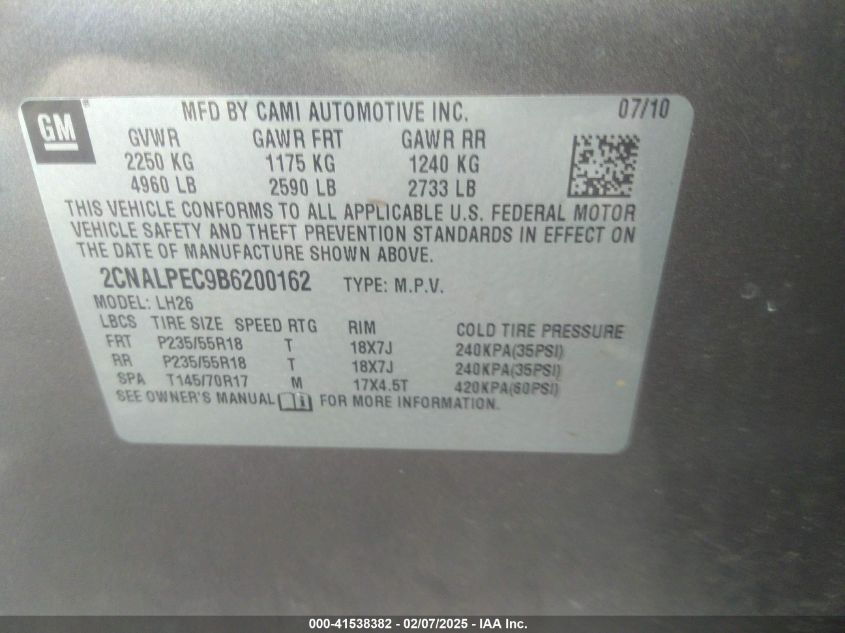 GM
MFD BY CAMI AUTOMOTIVE INC. 07/10
GVWR GAWR FRT GAWR RR
2250 KG 1175 KG 1240 KG
4960 LB 2590 LB 2733 LB
THIS VEHICLE CONFORMS TO ALL APPLICABLE U.S. FEDERAL MOTOR
VEHICLE SAFETY AND THEFT PREVENTION STANDARDS IN EFFECT ON
THE DATE OF MANUFACTURE SHOWN ABOVE.
2CNALPEC9B6200162 TYPE: M.P.V.
MODEL: LH26
LBCS TIRE SIZE SPEED RTG RIM COLD TIRE PRESSURE
FRT P235/55R18 T 18X7J 240KPA(35PSI)
RR P235/55R18 T 18X7J 240KPA(35PSI)
SPA T145/70R17 M 17X4.5T 420KPA(60PSI)
SEE OWNER'S MANUAL FOR MORE INFORMATION.
000-41538382 - 02/07/2025 - IAA Inc.